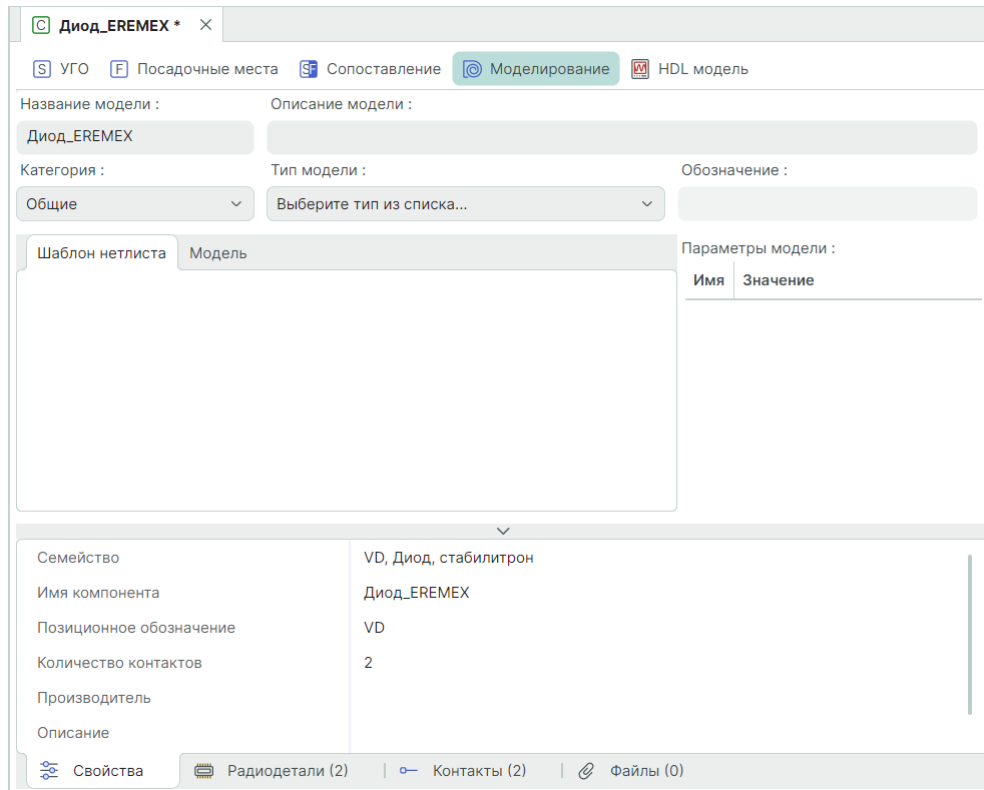 C Диод_EREMEX * ×
S УГО F Посадочные места SF Сопоставление Моделирование HDL модель
Название модели : Описание модели :
Диод_EREMEX
Категория : Тип модели : Обозначение :
Общие Выберите тип из списка...
Шаблон нетлиста Модель Параметры модели :
Имя Значение
Семейство VD, Диод, стабилитрон
Имя компонента Диод_EREMEX
Позиционное обозначение VD
Количество контактов 2
Производитель
Описание
Свойства Радиодетали (2) Контакты (2) Файлы (0)